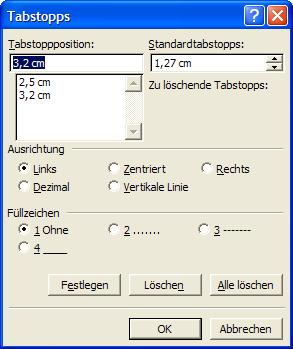 Tabstopps
Tabstoppposition: Standardtabstopps:
3,2 cm 1,27 cm
2,5 cm Zu löschende Tabstopps:
3,2 cm
Ausrichtung
Links Zentriert Rechts
Dezimal Vertikale Linie
Füllzeichen
1 Ohne 2 ....... 3 -------
4 ____
Festlegen Löschen Alle löschen
OK Abbrechen